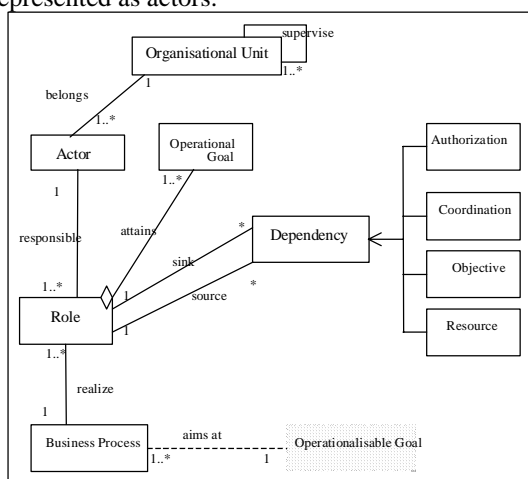 represented as actors.
supervise
Organisational Unit
1
1..*
belongs
1..*
Actor
Operational
Goal
1..*
Authorization
1
attains
Coordination
responsible
*
Dependency
sink
Objective
source
*
1..*
1
Role
1
Resource
1..*
realize
1
aims at
Business Process
Operationalisable Goal
1..*
1